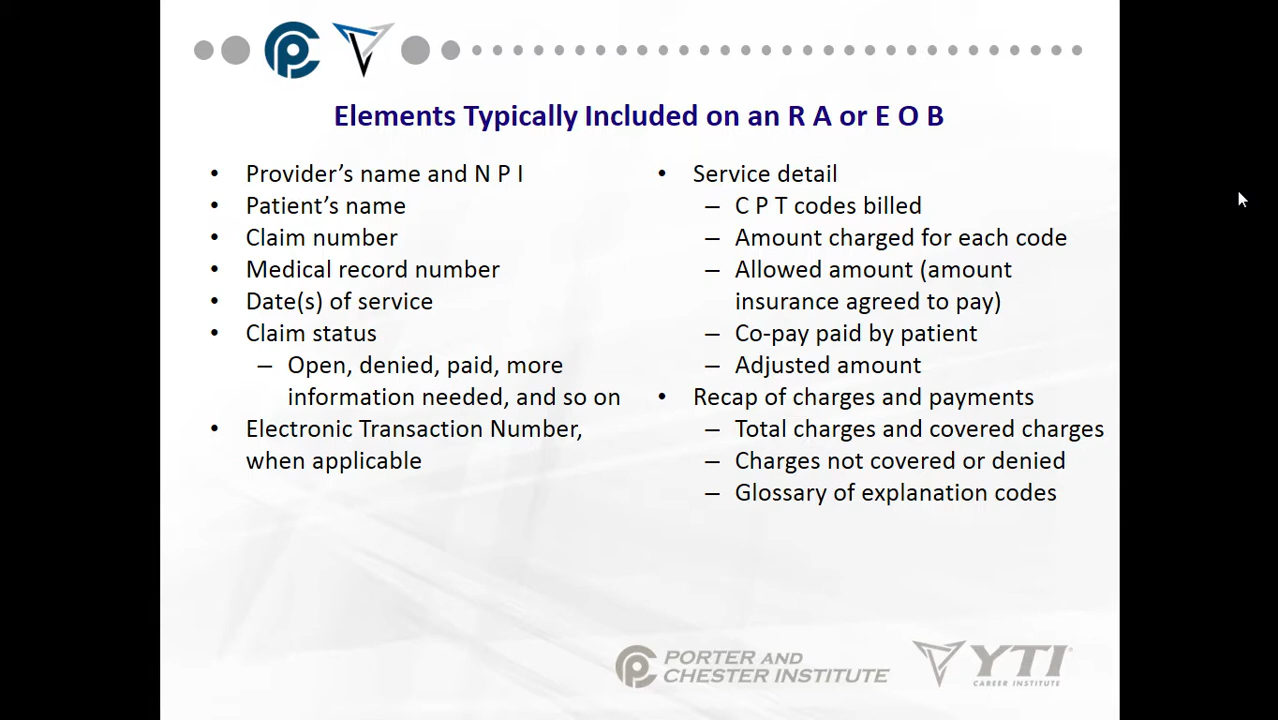 Elements Typically Included on an R A or E O B
• Provider's name and N P I
• Patient's name
• Claim number
• Medical record number
• Date(s) of service
• Claim status
– Open, denied, paid, more
information needed, and so on
• Electronic Transaction Number,
when applicable
• Service detail
– C P T codes billed
– Amount charged for each code
– Allowed amount (amount
insurance agreed to pay)
– Co-pay paid by patient
– Adjusted amount
• Recap of charges and payments
– Total charges and covered charges
– Charges not covered or denied
– Glossary of explanation codes
PORTER AND
CHESTER INSTITUTE
YTI
CAREER INSTITUTE